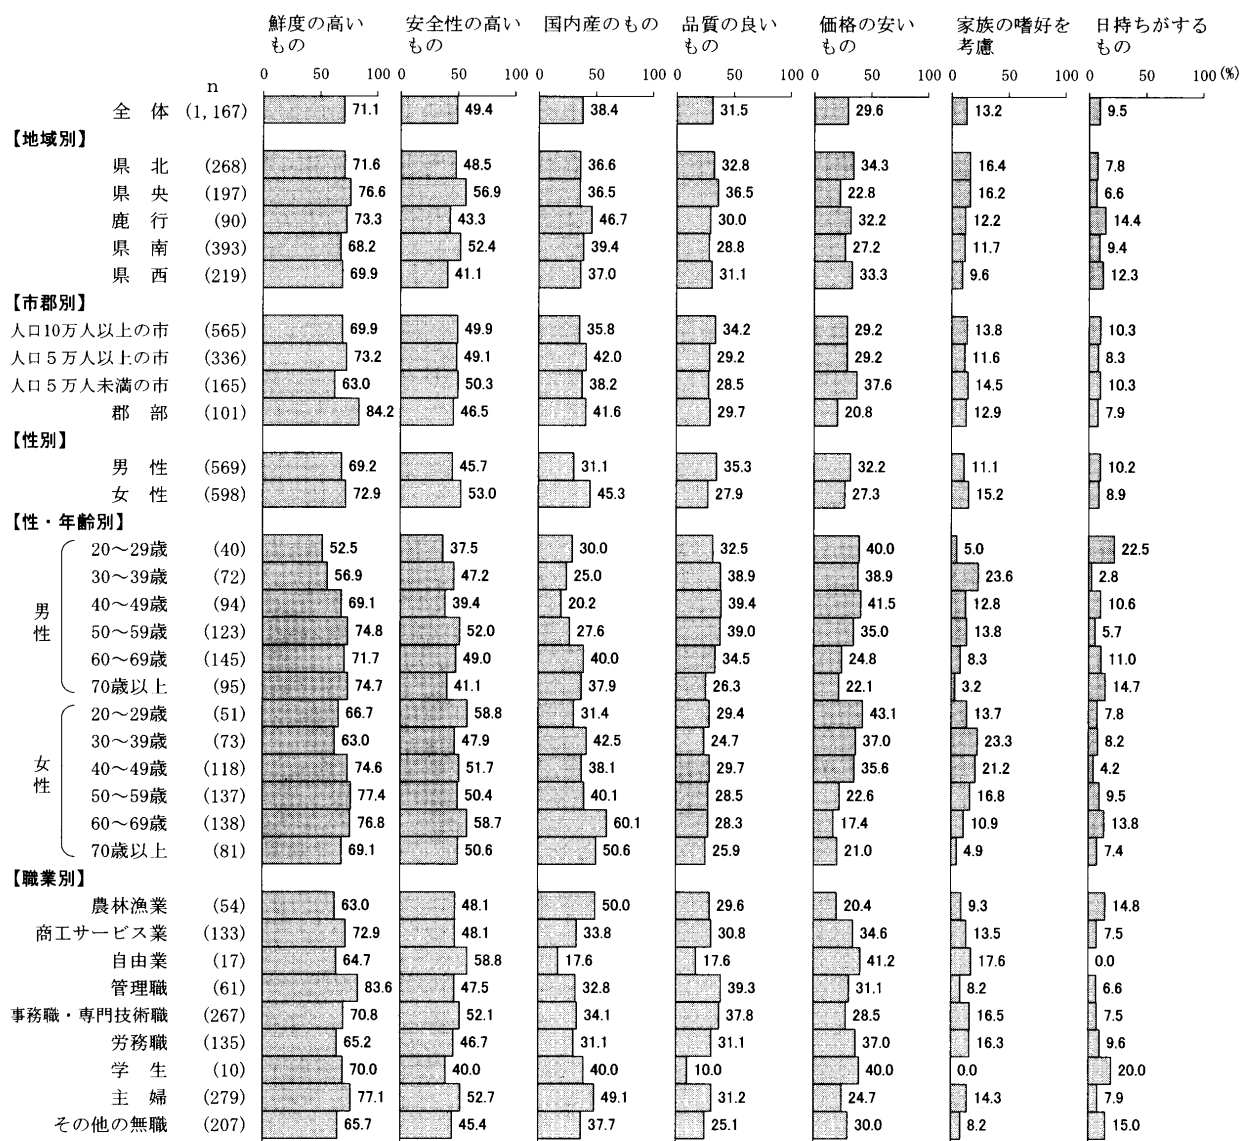 鮮度の高いもの 安全性の高いもの 国内産のもの 品質の良いもの 価格の安いもの 家族の嗜好を考慮 日持ちがするもの
n 0 50 100 0 50 100 0 50 100 0 50 100 0 50 100 0 50 100 0 50 100 (%)
全 体 (1,167) 71.1 49.4 38.4 31.5 29.6 13.2 9.5
【地域別】
県 北 (268) 71.6 48.5 36.6 32.8 34.3 16.4 7.8
県 央 (197) 76.6 56.9 36.5 36.5 22.8 16.2 6.6
鹿 行 (90) 73.3 43.3 46.7 30.0 32.2 12.2 14.4
県 南 (393) 68.2 52.4 39.4 28.8 27.2 11.7 9.4
県 西 (219) 69.9 41.1 37.0 31.1 33.3 9.6 12.3
【市郡別】
人口10万人以上の市 (565) 69.9 49.9 35.8 34.2 29.2 13.8 10.3
人口５万人以上の市 (336) 73.2 49.1 42.0 29.2 29.2 11.6 8.3
人口５万人未満の市 (165) 63.0 50.3 38.2 28.5 37.6 14.5 10.3
郡 部 (101) 84.2 46.5 41.6 29.7 20.8 12.9 7.9
【性別】
男 性 (569) 69.2 45.7 31.1 35.3 32.2 11.1 10.2
女 性 (598) 72.9 53.0 45.3 27.9 27.3 15.2 8.9
【性・年齢別】
男性
20～29歳 (40) 52.5 37.5 30.0 32.5 40.0 5.0 22.5
30～39歳 (72) 56.9 47.2 25.0 38.9 38.9 23.6 2.8
40～49歳 (94) 69.1 39.4 20.2 39.4 41.5 12.8 10.6
50～59歳 (123) 74.8 52.0 27.6 39.0 35.0 13.8 5.7
60～69歳 (145) 71.7 49.0 40.0 34.5 24.8 8.3 11.0
70歳以上 (95) 74.7 41.1 37.9 26.3 22.1 3.2 14.7
女性
20～29歳 (51) 66.7 58.8 31.4 29.4 43.1 13.7 7.8
30～39歳 (73) 63.0 47.9 42.5 24.7 37.0 23.3 8.2
40～49歳 (118) 74.6 51.7 38.1 29.7 35.6 21.2 4.2
50～59歳 (137) 77.4 50.4 40.1 28.5 22.6 16.8 9.5
60～69歳 (138) 76.8 58.7 60.1 28.3 17.4 10.9 13.8
70歳以上 (81) 69.1 50.6 50.6 25.9 21.0 4.9 7.4
【職業別】
農林漁業 (54) 63.0 48.1 50.0 29.6 20.4 9.3 14.8
商工サービス業 (133) 72.9 48.1 33.8 30.8 34.6 13.5 7.5
自由業 (17) 64.7 58.8 17.6 17.6 41.2 17.6 0.0
管理職 (61) 83.6 47.5 32.8 39.3 31.1 8.2 6.6
事務職・専門技術職 (267) 70.8 52.1 34.1 37.8 28.5 16.5 7.5
労務職 (135) 65.2 46.7 31.1 31.1 37.0 16.3 9.6
学 生 (10) 70.0 40.0 40.0 10.0 40.0 0.0 20.0
主 婦 (279) 77.1 52.7 49.1 31.2 24.7 14.3 7.9
その他の無職 (207) 65.7 45.4 37.7 25.1 30.0 8.2 15.0